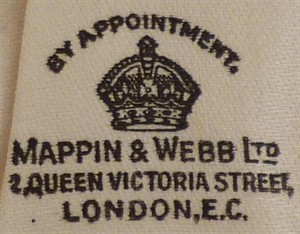 BY APPOINTMENT.
MAPPIN & WEBB LTD
2, QUEEN VICTORIA STREET,
LONDON, E.C.